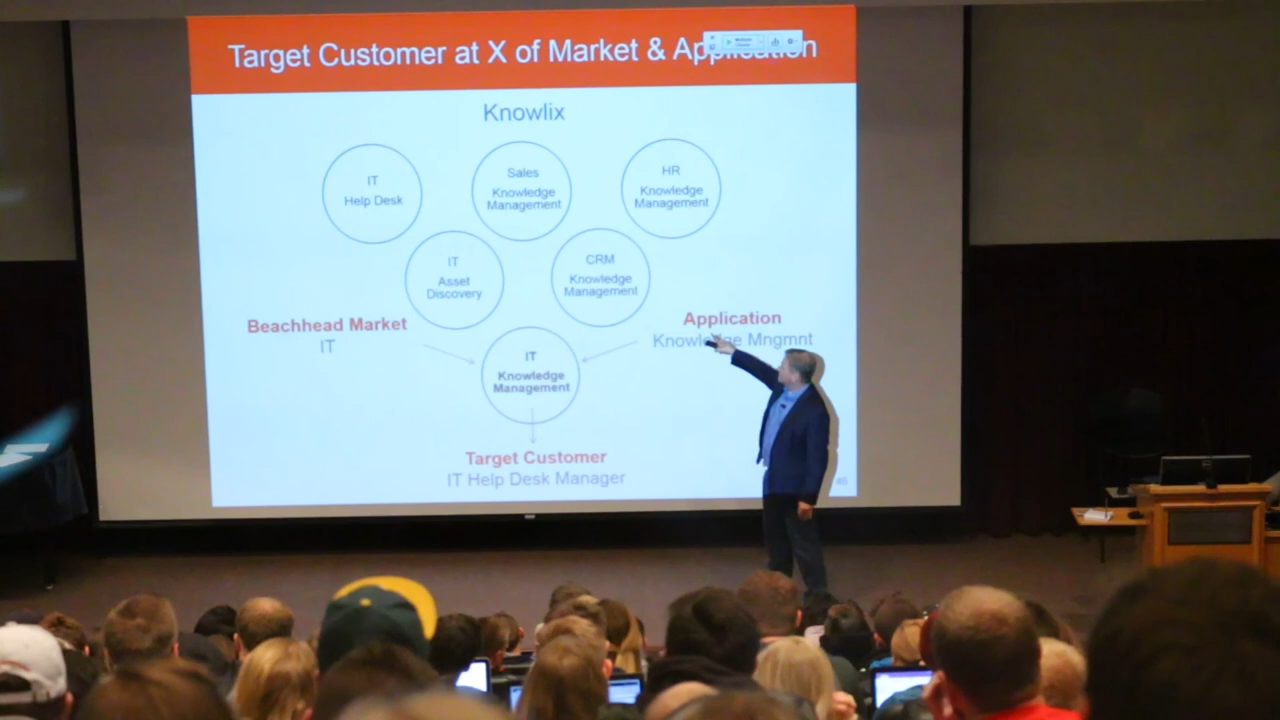 Target Customer at X of Market & Application
Knowlix
IT
Help Desk
Sales
Knowledge
Management
HR
Knowledge
Management
IT
Asset
Discovery
CRM
Knowledge
Management
Beachhead Market
IT
Application
Knowledge Mngmnt
IT
Knowledge
Management
Target Customer
IT Help Desk Manager
46